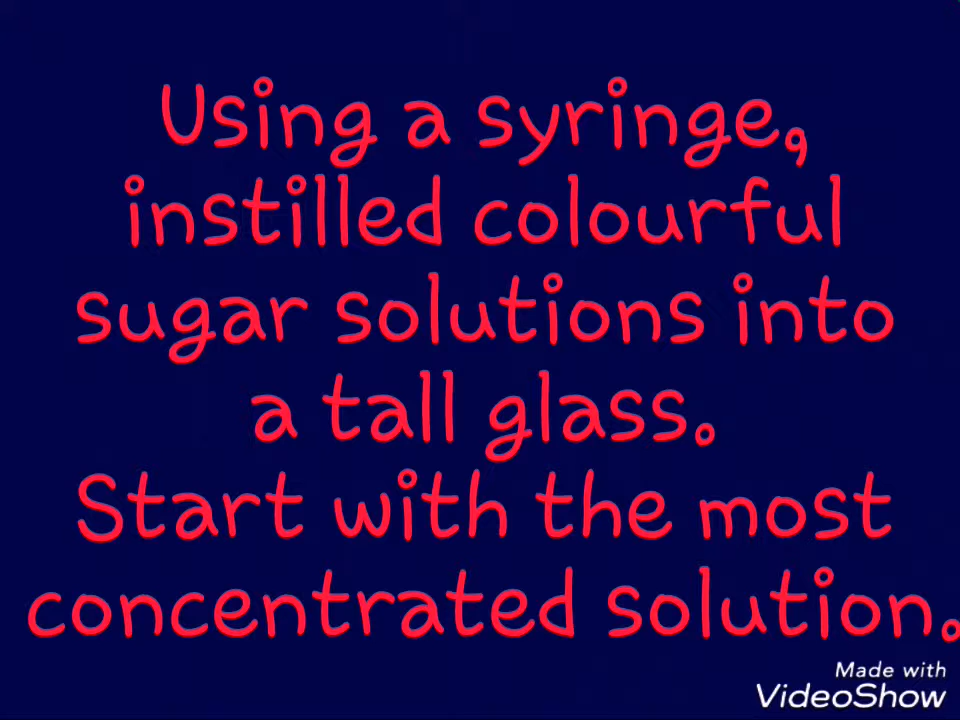 Using a syringe,
instilled colourful
sugar solutions into
a tall glass.
Start with the most
concentrated solution.
Made with
VideoShow